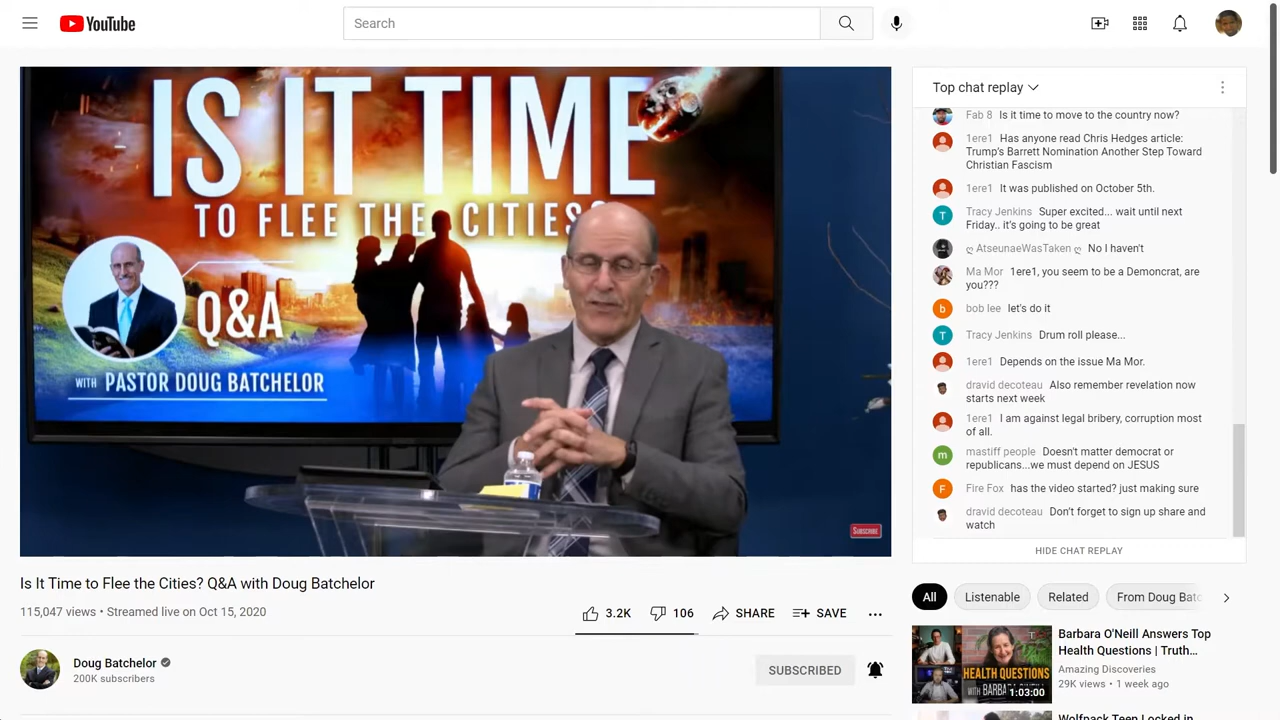 YouTube
Search
IS IT TIME
TO FLEE THE CITIES?
Q&A
WITH PASTOR DOUG BATCHELOR
SUBSCRIBE
Top chat replay
Fab 8 Is it time to move to the country now?
1ere1 Has anyone read Chris Hedges article:
Trump's Barrett Nomination Another Step Toward
Christian Fascism
1ere1 It was published on October 5th.
Tracy Jenkins Super excited... wait until next
Friday.. it's going to be great
ღ AtseunaeWasTaken ღ No I haven't
Ma Mor 1ere1, you seem to be a Demoncrat, are
you???
b
bob lee let's do it
T
Tracy Jenkins Drum roll please...
1ere1 Depends on the issue Ma Mor.
dravid decoteau Also remember revelation now
starts next week
1ere1 I am against legal bribery, corruption most
of all.
m
mastiff people Doesn't matter democrat or
republicans...we must depend on JESUS
F
Fire Fox has the video started? just making sure
dravid decoteau Don't forget to sign up share and
watch
HIDE CHAT REPLAY
Is It Time to Flee the Cities? Q&A with Doug Batchelor
115,047 views • Streamed live on Oct 15, 2020
3.2K 106 SHARE SAVE
Doug Batchelor
200K subscribers
SUBSCRIBED
All Listenable Related From Doug Batc
HEALTH QUESTIONS
WITH BARBARA
1:03:00
Barbara O'Neill Answers Top
Health Questions | Truth...
Amazing Discoveries
29K views • 1 week ago
Wolfpack Teen Locked in